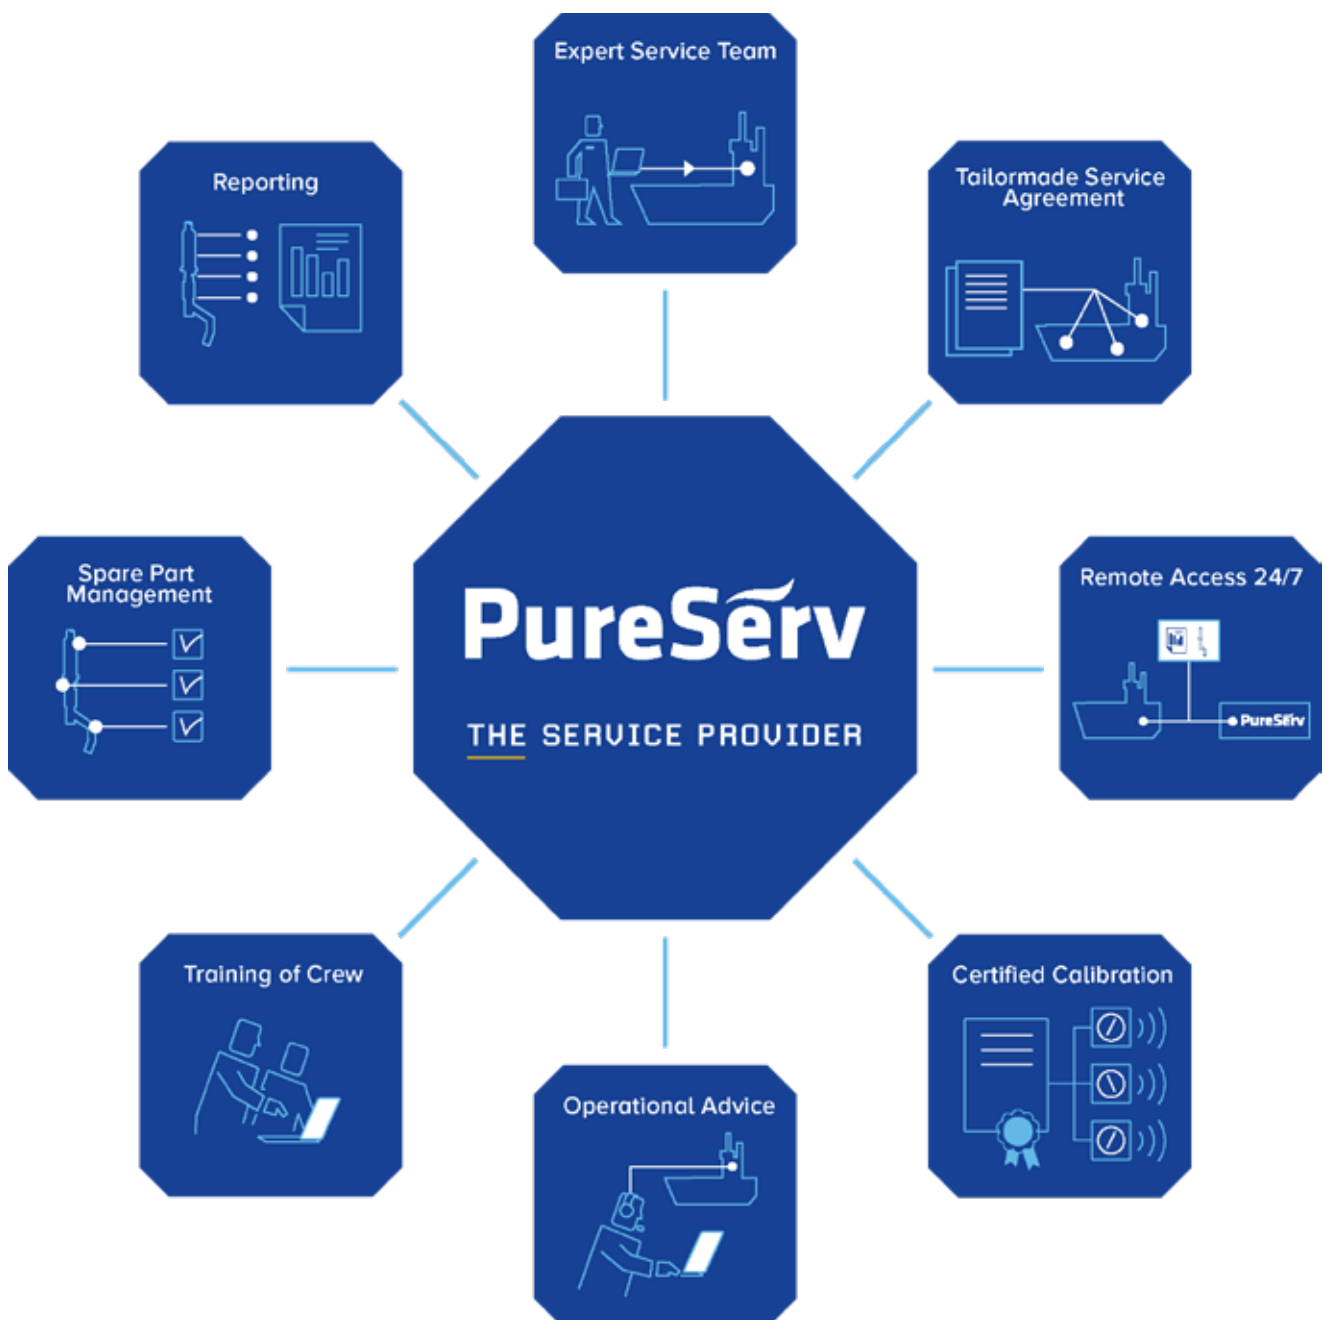 Expert Service Team
Reporting
Tailormade Service
Agreement
Spare Part
Management
PureServ
THE SERVICE PROVIDER
Remote Access 24/7
PureServ
Training of Crew
Certified Calibration
Operational Advice